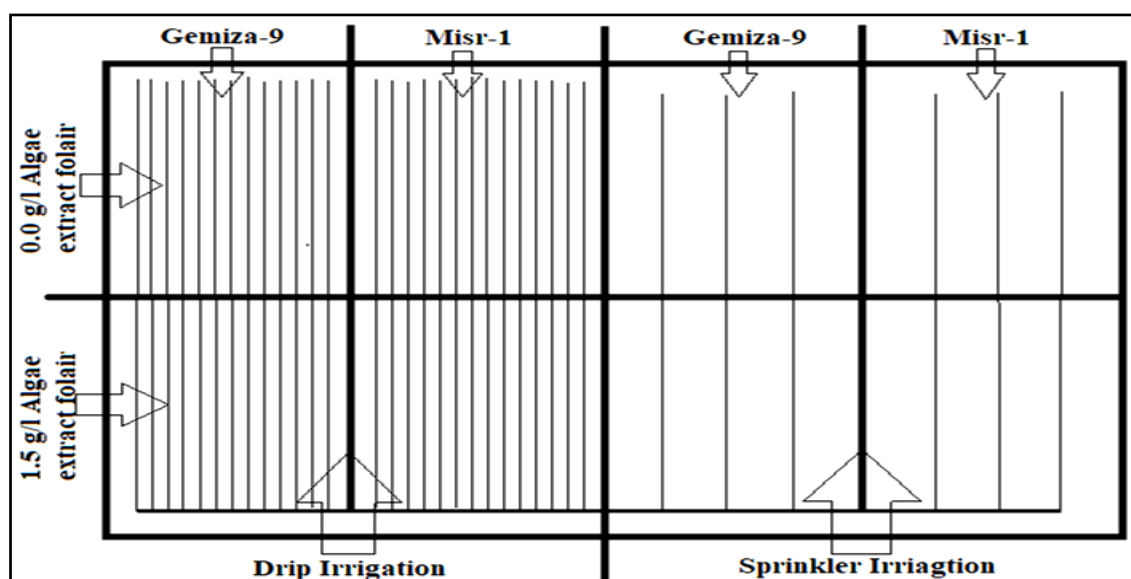 Gemiza-9
Misr-1
Gemiza-9
Misr-1
0.0 g/l Algae
extract folair
1.5 g/l Algae
extract folair
Drip Irrigation
Sprinkler Irriagtion